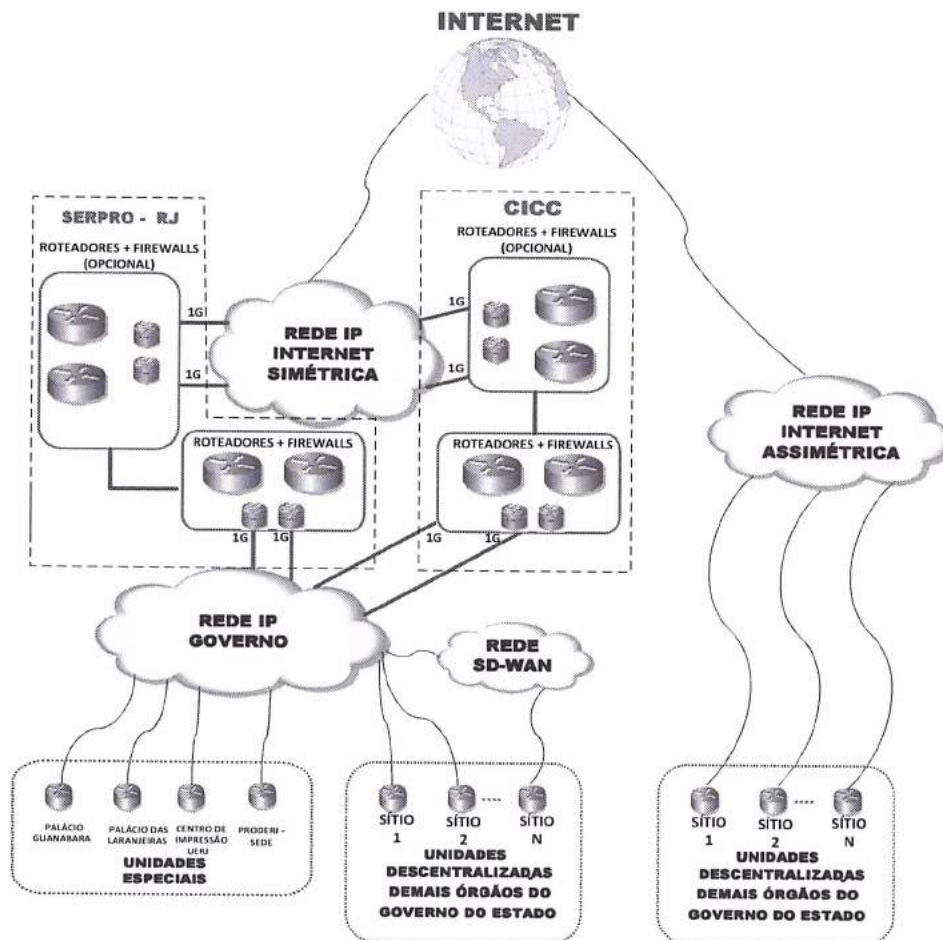 INTERNET
SERPRO - RJ
ROTEADORES + FIREWALLS
(OPCIONAL)
CICC
ROTEADORES + FIREWALLS
(OPCIONAL)
1G
1G
REDE IP
INTERNET
SIMÉTRICA
1G
1G
REDE IP
INTERNET
ASSIMÉTRICA
ROTEADORES + FIREWALLS
ROTEADORES + FIREWALLS
1G
1G
1G
1G
REDE IP
GOVERNO
REDE
SD-WAN
PALÁCIO
GUANABARA
PALÁCIO DAS
LARANJEIRAS
CENTRO DE
IMPRESSÃO
UERJ
PRODERJ -
SEDE
UNIDADES
ESPECIAIS
SÍTIO
1
SÍTIO
2
....
SÍTIO
N
UNIDADES
DESCENTRALIZADAS
DEMAIS ÓRGÃOS DO
GOVERNO DO ESTADO
SÍTIO
1
SÍTIO
2
....
SÍTIO
N
UNIDADES
DESCENTRALIZADAS
DEMAIS ÓRGÃOS DO
GOVERNO DO ESTADO